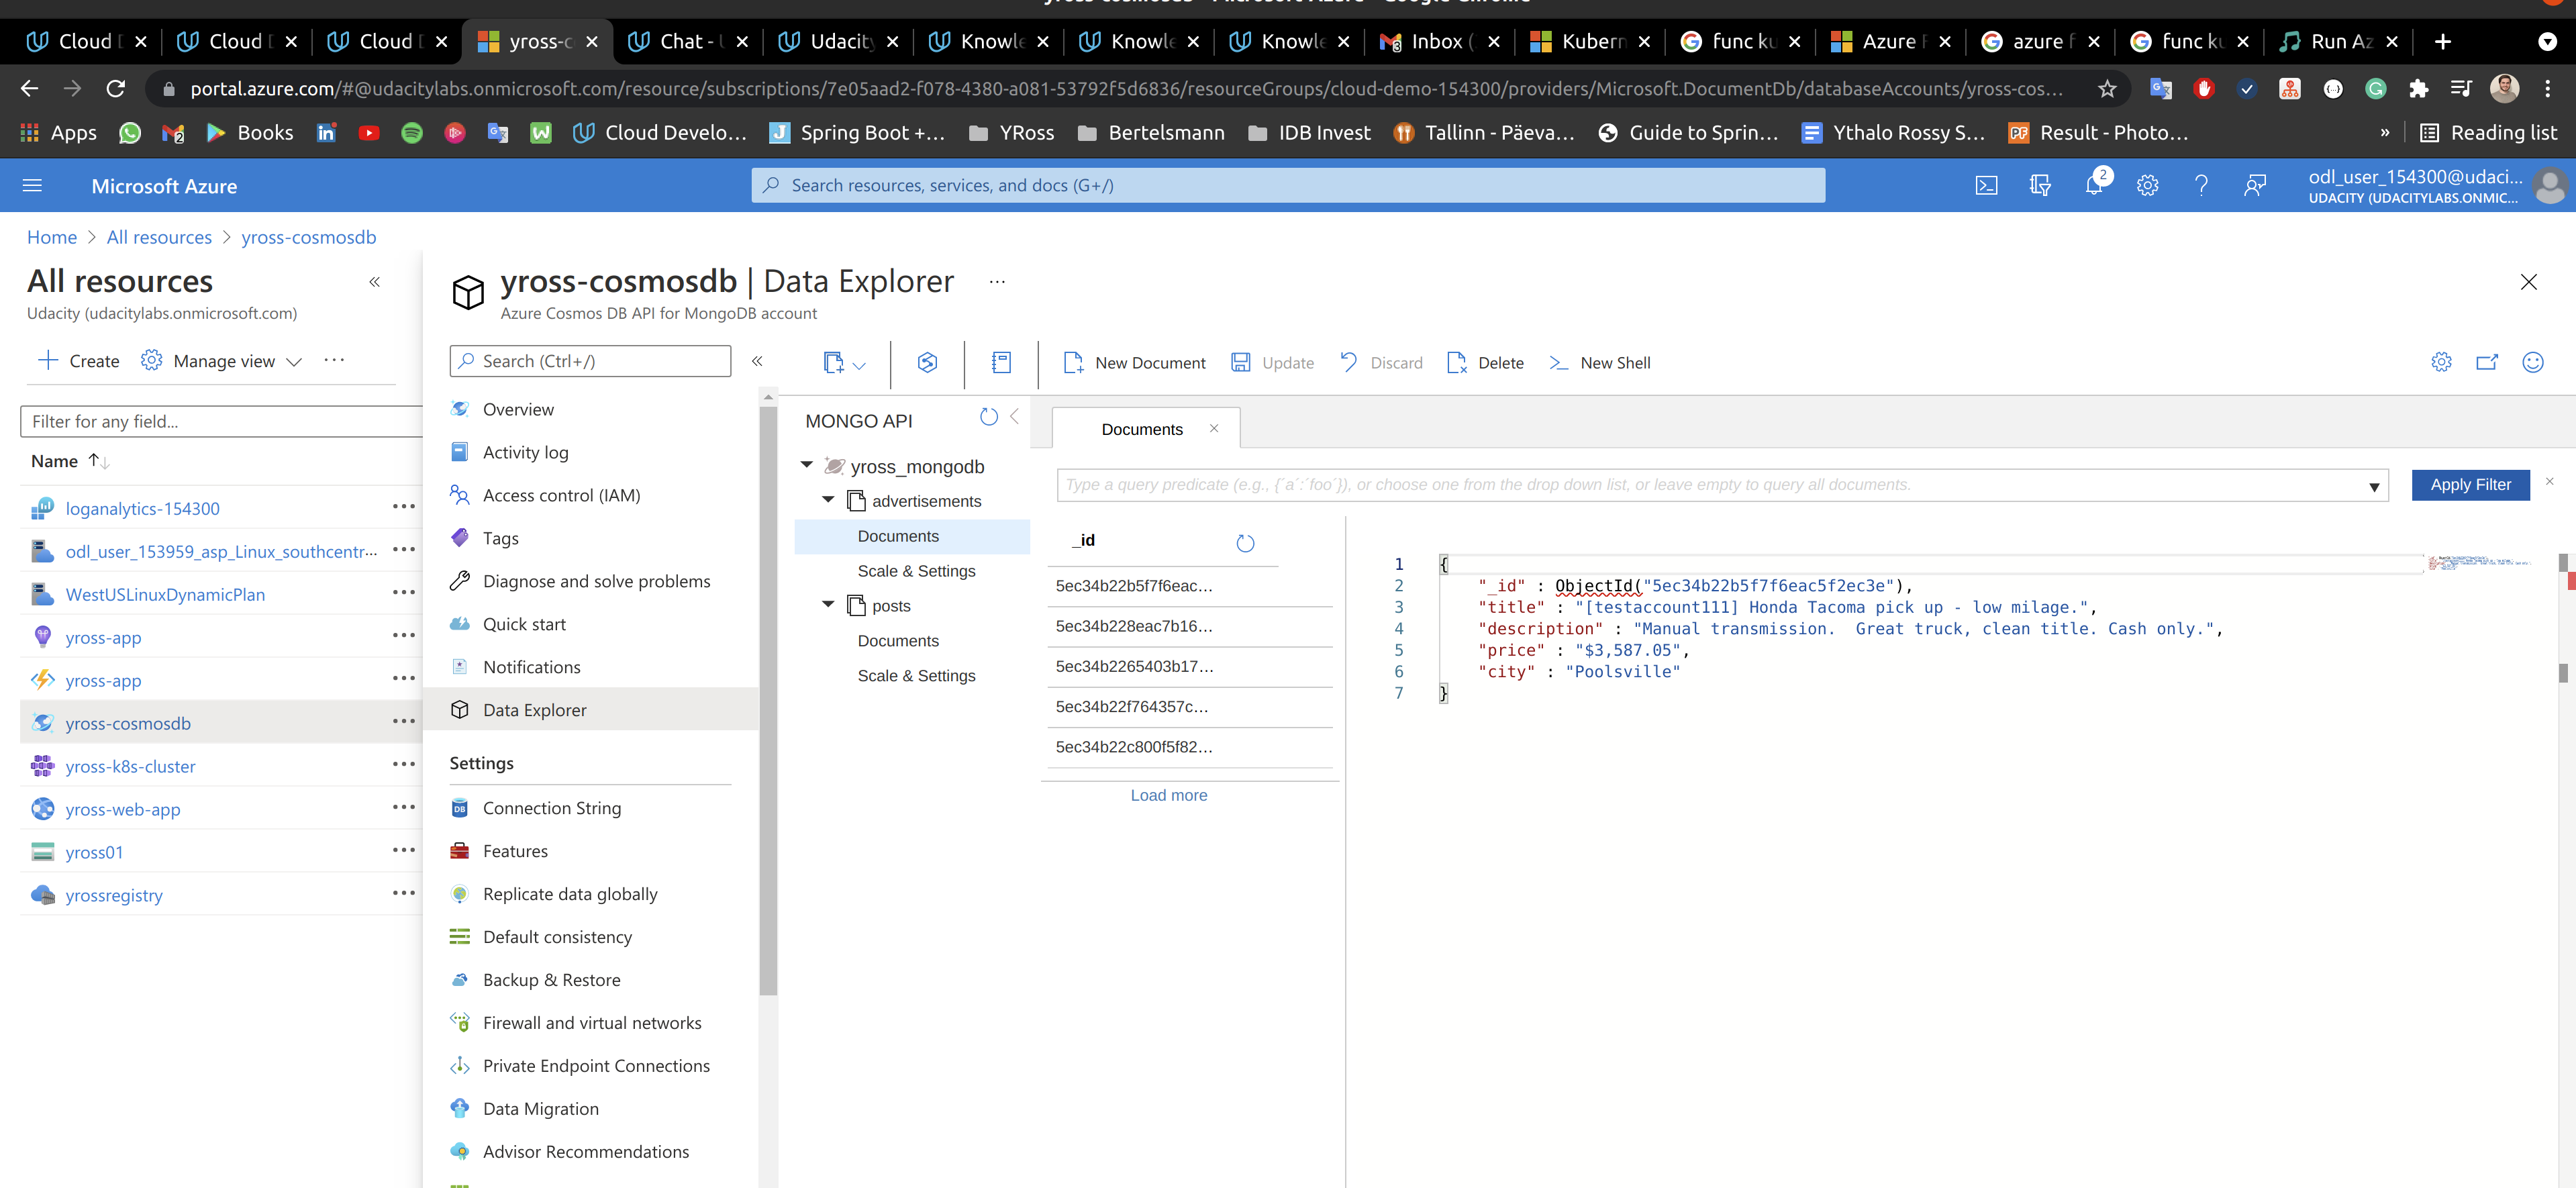 yross-cosmosdb - Microsoft Azure - Google Chrome
Cloud D
Cloud D
Cloud D
yross-c
Chat - U
Udacity
Knowle
Knowle
Knowle
Inbox (
Kubern
func ku
Azure F
azure f
func ku
Run Az
portal.azure.com/#@udacitylabs.onmicrosoft.com/resource/subscriptions/7e05aad2-f078-4380-a081-53792f5d6836/resourceGroups/cloud-demo-154300/providers/Microsoft.DocumentDb/databaseAccounts/yross-cos...
Apps
Books
Cloud Develo...
Spring Boot +...
YRoss
Bertelsmann
IDB Invest
Tallinn - Päeva...
Guide to Sprin...
Ythalo Rossy S...
Result - Photo...
»
Reading list
Microsoft Azure
Search resources, services, and docs (G+/)
2
odl_user_154300@udaci...
UDACITY (UDACITYLABS.ONMIC...
Home > All resources > yross-cosmosdb
All resources
«
Udacity (udacitylabs.onmicrosoft.com)
Create
Manage view
...
Filter for any field...
Name
loganalytics-154300
odl_user_153959_asp_Linux_southcentr...
WestUSLinuxDynamicPlan
yross-app
yross-app
yross-cosmosdb
yross-k8s-cluster
yross-web-app
yross01
yrossregistry
yross-cosmosdb | Data Explorer
...
Azure Cosmos DB API for MongoDB account
Search (Ctrl+/)
«
Overview
Activity log
Access control (IAM)
Tags
Diagnose and solve problems
Quick start
Notifications
Data Explorer
Settings
Connection String
Features
Replicate data globally
Default consistency
Backup & Restore
Firewall and virtual networks
Private Endpoint Connections
Data Migration
Advisor Recommendations
New Document
Update
Discard
Delete
New Shell
MONGO API
yross_mongodb
advertisements
Documents
Scale & Settings
posts
Documents
Scale & Settings
Documents
Type a query predicate (e.g., {´a´:´foo´}), or choose one from the drop down list, or leave empty to query all documents.
Apply Filter
_id
5ec34b22b5f7f6eac...
5ec34b228eac7b16...
5ec34b2265403b17...
5ec34b22f764357c...
5ec34b22c800f5f82...
Load more
1 {
2 "_id" : ObjectId("5ec34b22b5f7f6eac5f2ec3e"),
3 "title" : "[testaccount111] Honda Tacoma pick up - low milage.",
4 "description" : "Manual transmission.  Great truck, clean title. Cash only.",
5 "price" : "$3,587.05",
6 "city" : "Poolsville"
7 }